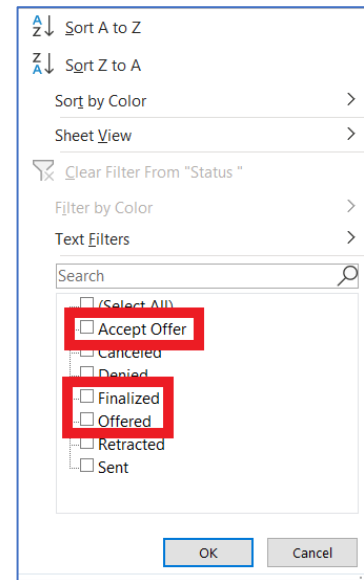 Sort A to Z
Sort Z to A
Sort by Color
Sheet View
Clear Filter From "Status "
Filter by Color
Text Filters
Search
(Select All)
Accept Offer
Canceled
Denied
Finalized
Offered
Retracted
Sent
OK
Cancel